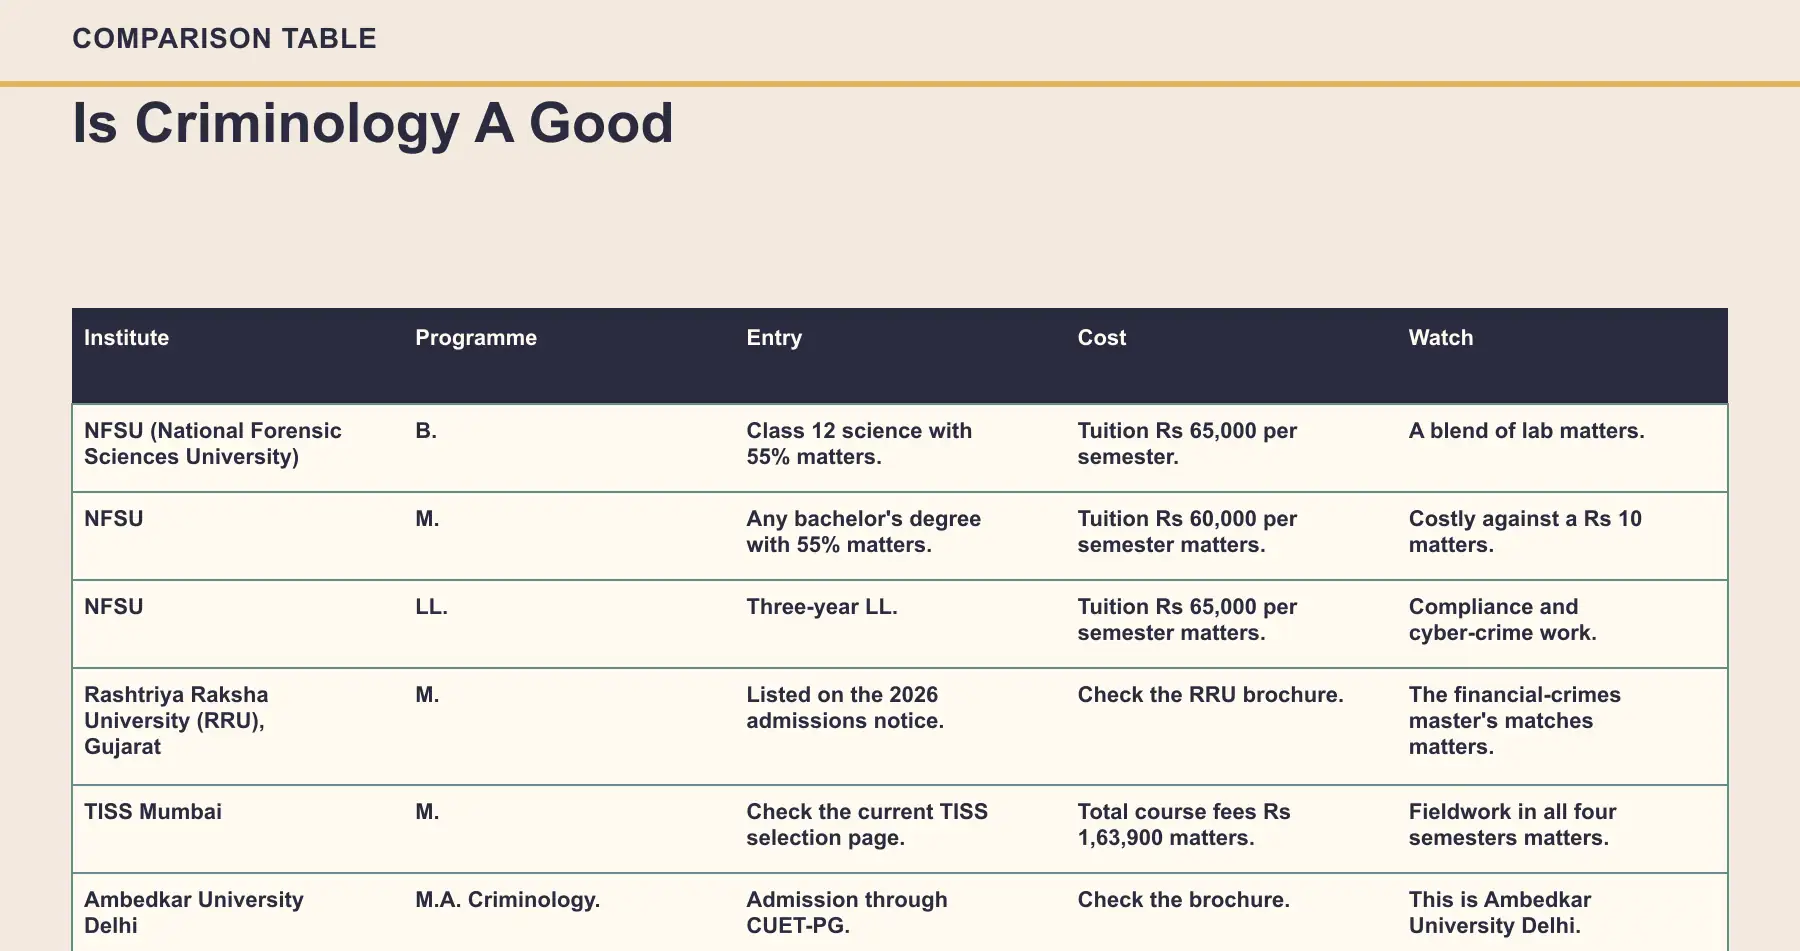 COMPARISON TABLE
Is Criminology A Good
Institute Programme Entry Cost Watch
NFSU (National Forensic Sciences University) B. Class 12 science with 55% matters. Tuition Rs 65,000 per semester. A blend of lab matters.
NFSU M. Any bachelor's degree with 55% matters. Tuition Rs 60,000 per semester matters. Costly against a Rs 10 matters.
NFSU LL. Three-year LL. Tuition Rs 65,000 per semester matters. Compliance and cyber-crime work.
Rashtriya Raksha University (RRU), Gujarat M. Listed on the 2026 admissions notice. Check the RRU brochure. The financial-crimes master's matches matters.
TISS Mumbai M. Check the current TISS selection page. Total course fees Rs 1,63,900 matters. Fieldwork in all four semesters matters.
Ambedkar University Delhi M.A. Criminology. Admission through CUET-PG. Check the brochure. This is Ambedkar University Delhi.